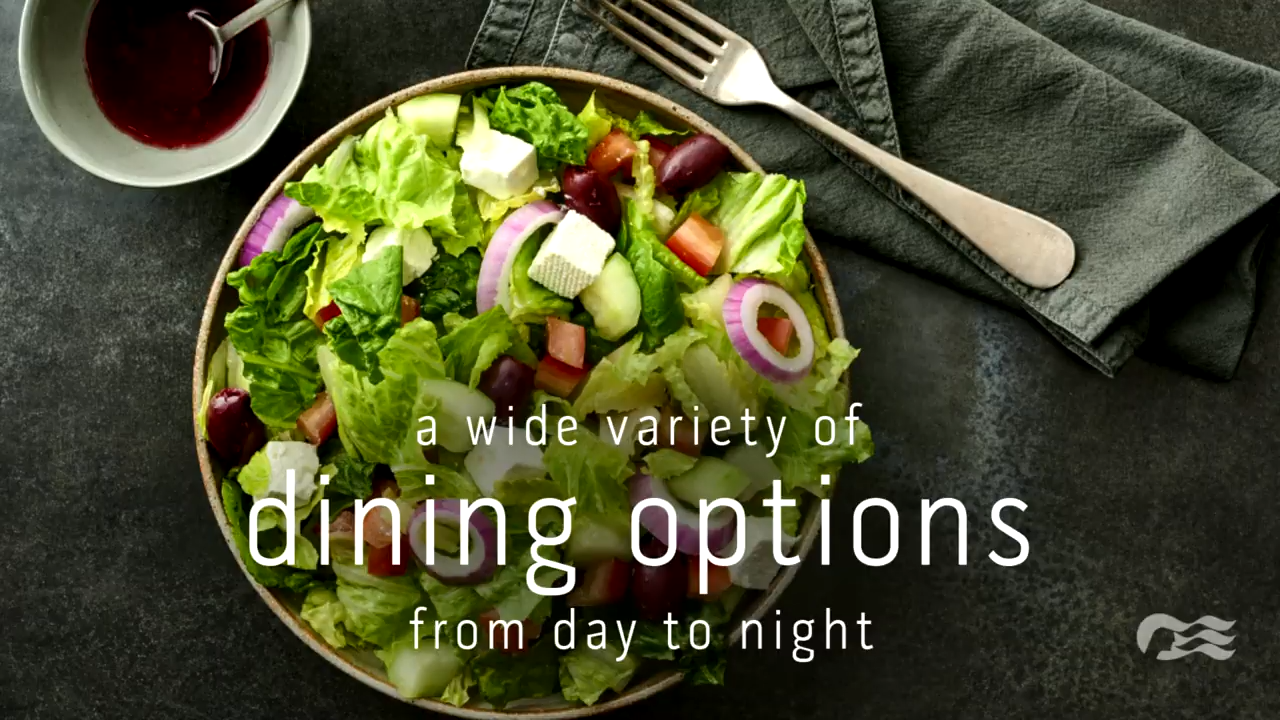 a wide variety of
dining options
from day to night